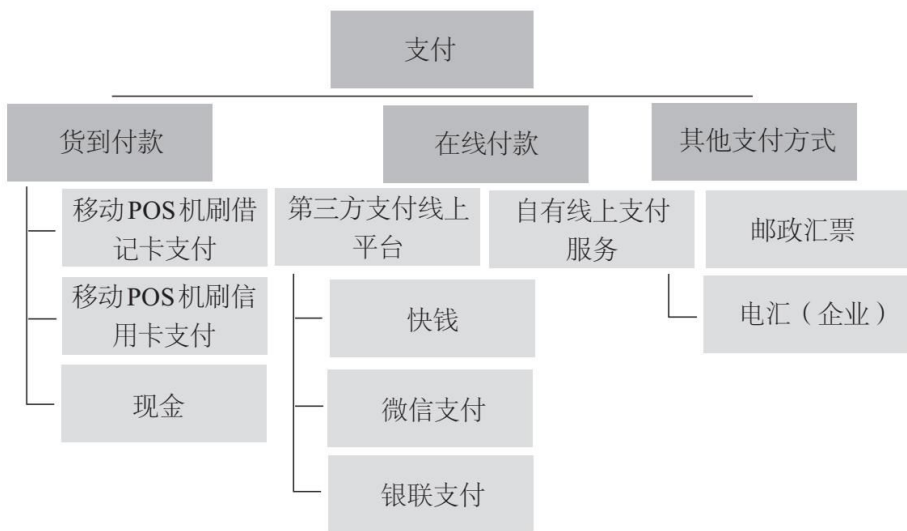 支付
货到付款
在线付款
其他支付方式
移动POS机刷借
记卡支付
第三方支付线上
平台
自有线上支付
服务
邮政汇票
移动POS机刷信
用卡支付
快钱
电汇（企业）
现金
微信支付
银联支付